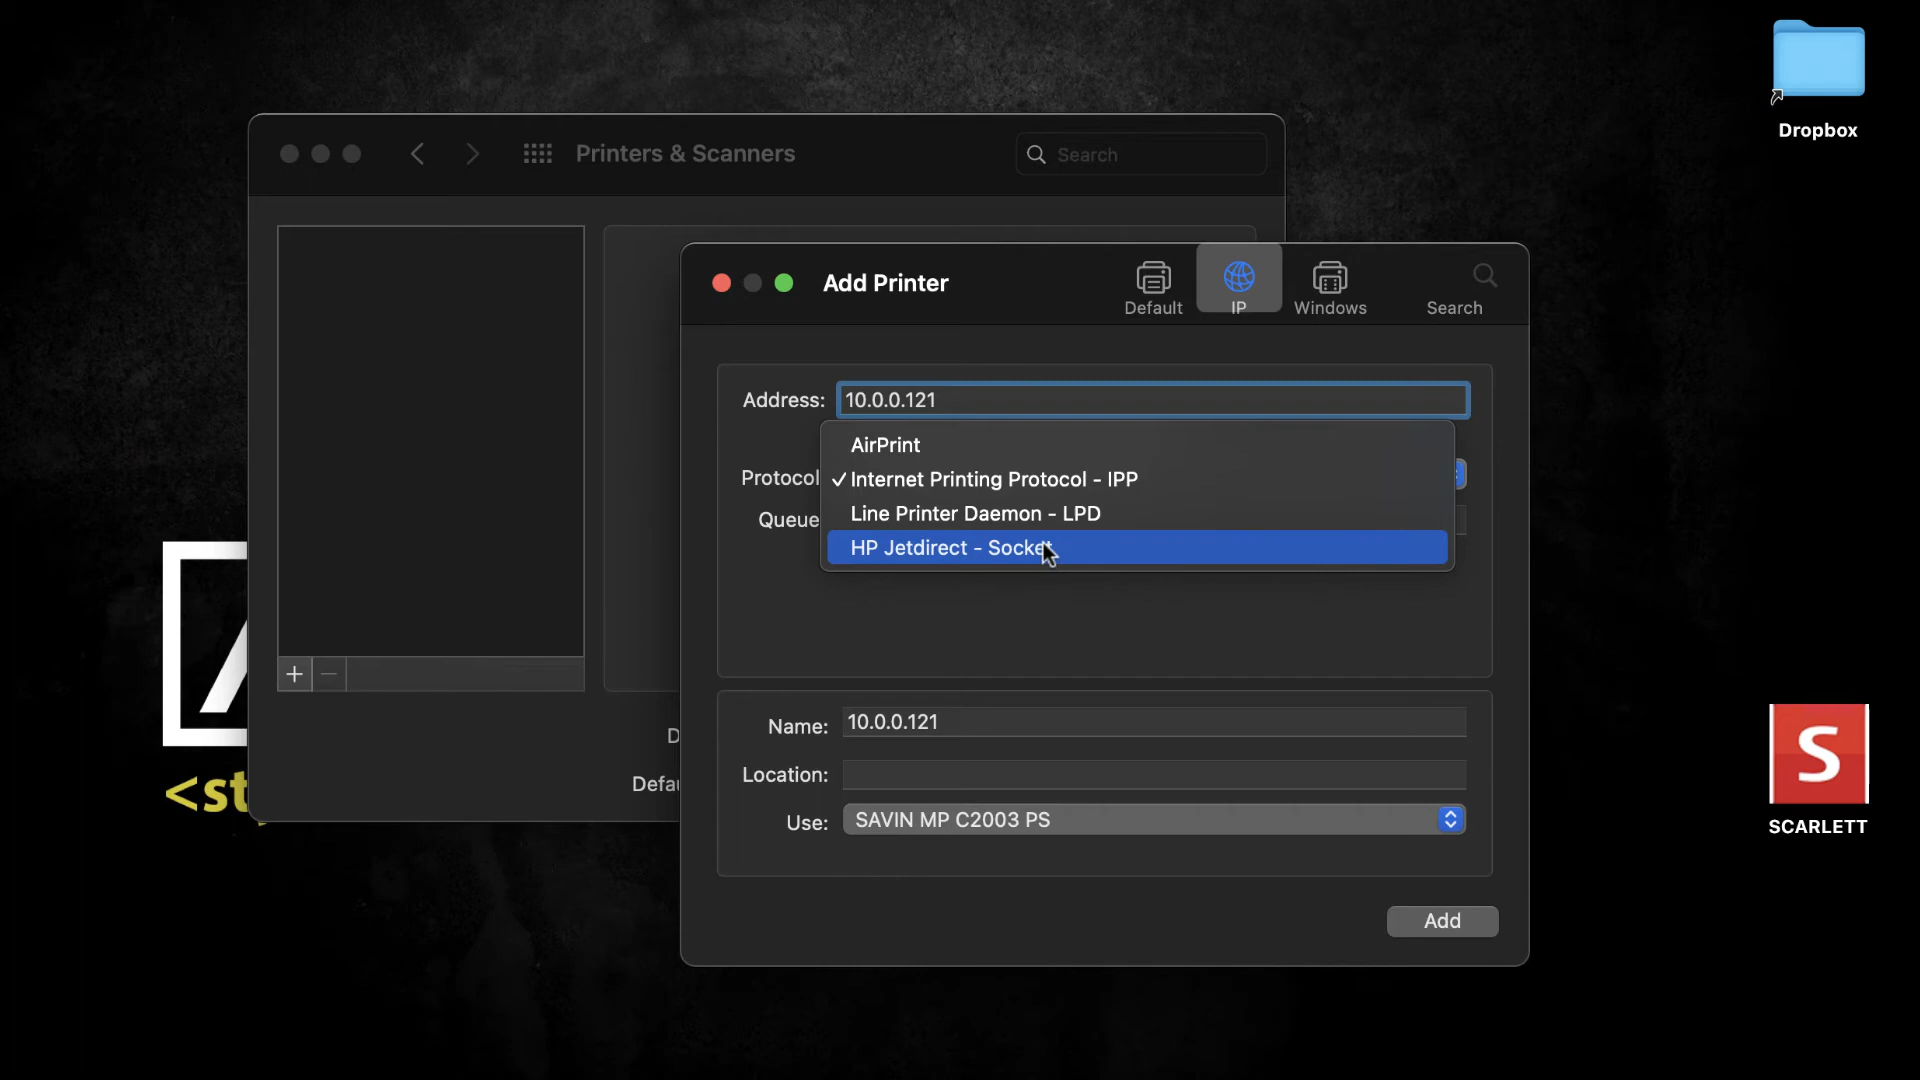 Dropbox
Printers & Scanners
Search
Add Printer
Default
IP
Windows
Search
Address:
10.0.0.121
AirPrint
Protocol
✓ Internet Printing Protocol - IPP
Line Printer Daemon - LPD
Queue
HP Jetdirect - Socket
+
−
Name:
10.0.0.121
Location:
Use:
SAVIN MP C2003 PS
Add
D
Defau
<st
S
SCARLETT